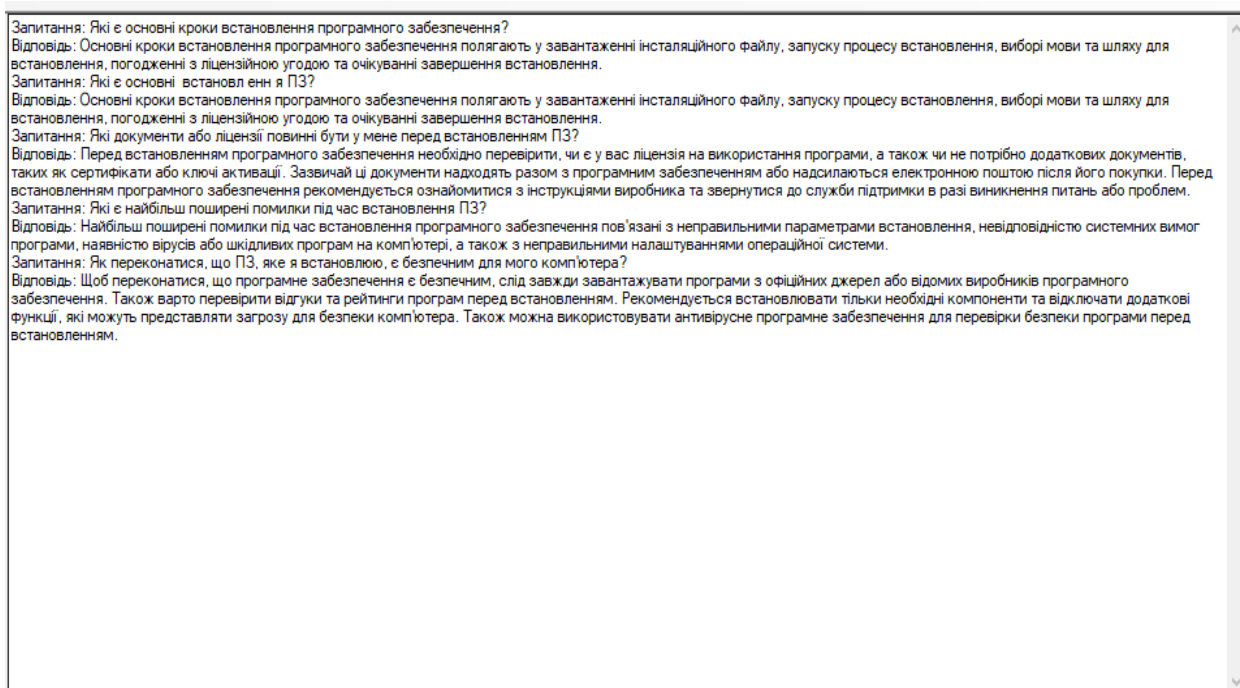 Запитання: Які є основні кроки встановлення програмного забезпечення?
Відповідь: Основні кроки встановлення програмного забезпечення полягають у завантаженні інсталяційного файлу, запуску процесу встановлення, виборі мови та шляху для
встановлення, погодженні з ліцензійною угодою та очікуванні завершення встановлення.
Запитання: Які є основні  встановл енн я ПЗ?
Відповідь: Основні кроки встановлення програмного забезпечення полягають у завантаженні інсталяційного файлу, запуску процесу встановлення, виборі мови та шляху для
встановлення, погодженні з ліцензійною угодою та очікуванні завершення встановлення.
Запитання: Які документи або ліцензії повинні бути у мене перед встановленням ПЗ?
Відповідь: Перед встановленням програмного забезпечення необхідно перевірити, чи є у вас ліцензія на використання програми, а також чи не потрібно додаткових документів,
таких як сертифікати або ключі активації. Зазвичай ці документи надходять разом з програмним забезпеченням або надсилаються електронною поштою після його покупки. Перед
встановленням програмного забезпечення рекомендується ознайомитися з інструкціями виробника та звернутися до служби підтримки в разі виникнення питань або проблем.
Запитання: Які є найбільш поширені помилки під час встановлення ПЗ?
Відповідь: Найбільш поширені помилки під час встановлення програмного забезпечення пов'язані з неправильними параметрами встановлення, невідповідністю системних вимог
програми, наявністю вірусів або шкідливих програм на комп'ютері, а також з неправильними налаштуваннями операційної системи.
Запитання: Як переконатися, що ПЗ, яке я встановлюю, є безпечним для мого комп'ютера?
Відповідь: Щоб переконатися, що програмне забезпечення є безпечним, слід завжди завантажувати програми з офіційних джерел або відомих виробників програмного
забезпечення. Також варто перевірити відгуки та рейтинги програм перед встановленням. Рекомендується встановлювати тільки необхідні компоненти та відключати додаткові
функції, які можуть представляти загрозу для безпеки комп'ютера. Також можна використовувати антивірусне програмне забезпечення для перевірки безпеки програми перед
встановленням.